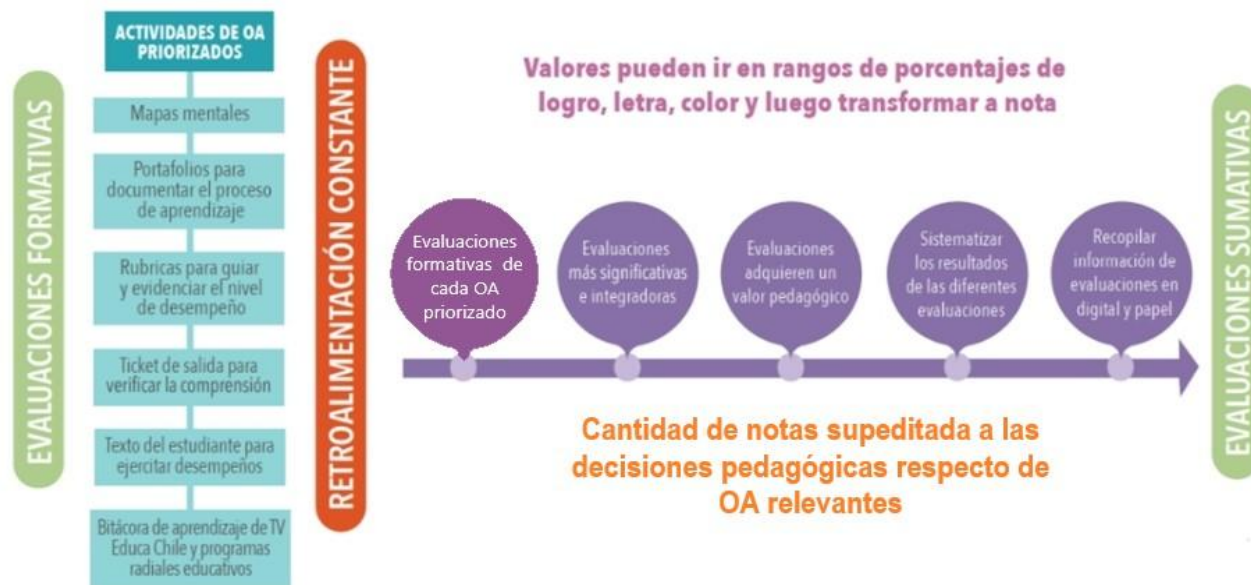 EVALUACIONES FORMATIVAS
ACTIVIDADES DE OA
PRIORIZADOS
Mapas mentales
Portafolios para
documentar el proceso
de aprendizaje
Rubricas para guiar
y evidenciar el nivel
de desempeño
Ticket de salida para
verificar la comprensión
Texto del estudiante para
ejercitar desempeños
Bitácora de aprendizaje de TV
Educa Chile y programas
radiales educativos
RETROALIMENTACIÓN CONSTANTE
Valores pueden ir en rangos de porcentajes de
logro, letra, color y luego transformar a nota
Evaluaciones
formativas de
cada OA
priorizado
Evaluaciones
más significativas
e integradoras
Evaluaciones
adquieren un
valor pedagógico
Sistematizar
los resultados
de las diferentes
evaluaciones
Recopilar
información de
evaluaciones en
digital y papel
Cantidad de notas supeditada a las
decisiones pedagógicas respecto de
OA relevantes
EVALUACIONES SUMATIVAS